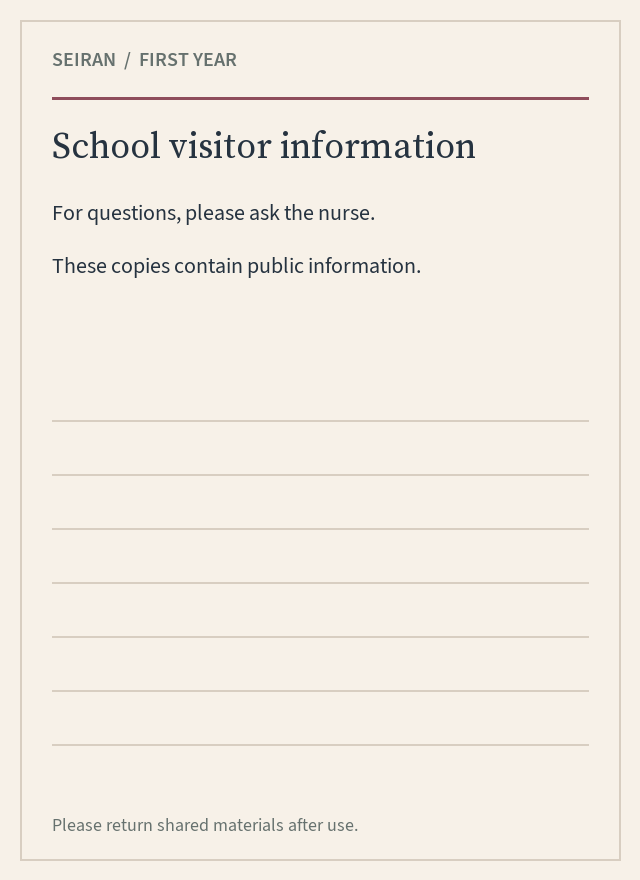 SEIRAN / FIRST YEAR
School visitor information
For questions, please ask the nurse.
These copies contain public information.
Please return shared materials after use.